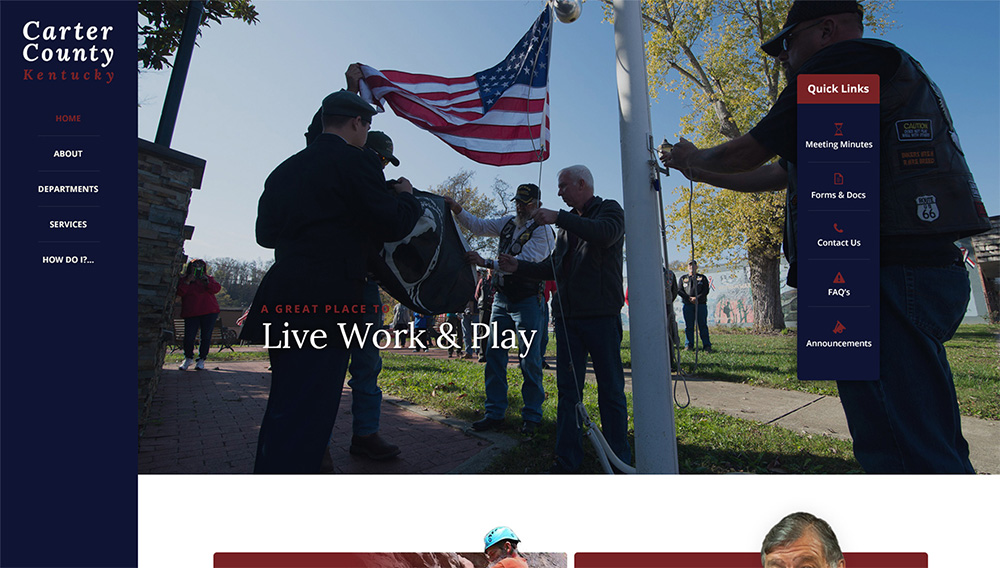 Carter
County
Kentucky
HOME
ABOUT
DEPARTMENTS
SERVICES
HOW DO I?...
A GREAT PLACE TO
Live Work & Play
Quick Links
Meeting Minutes
Forms & Docs
Contact Us
FAQ's
Announcements
CAUTION
66